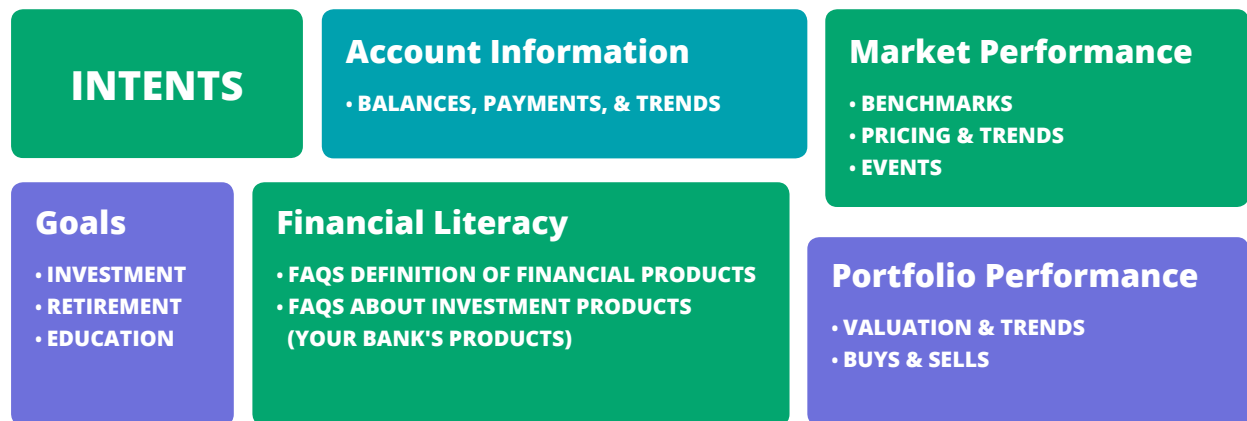 INTENTS
Account Information
• BALANCES, PAYMENTS, & TRENDS
Market Performance
• BENCHMARKS
• PRICING & TRENDS
• EVENTS
Goals
• INVESTMENT
• RETIREMENT
• EDUCATION
Financial Literacy
• FAQS DEFINITION OF FINANCIAL PRODUCTS
• FAQS ABOUT INVESTMENT PRODUCTS
(YOUR BANK'S PRODUCTS)
Portfolio Performance
• VALUATION & TRENDS
• BUYS & SELLS